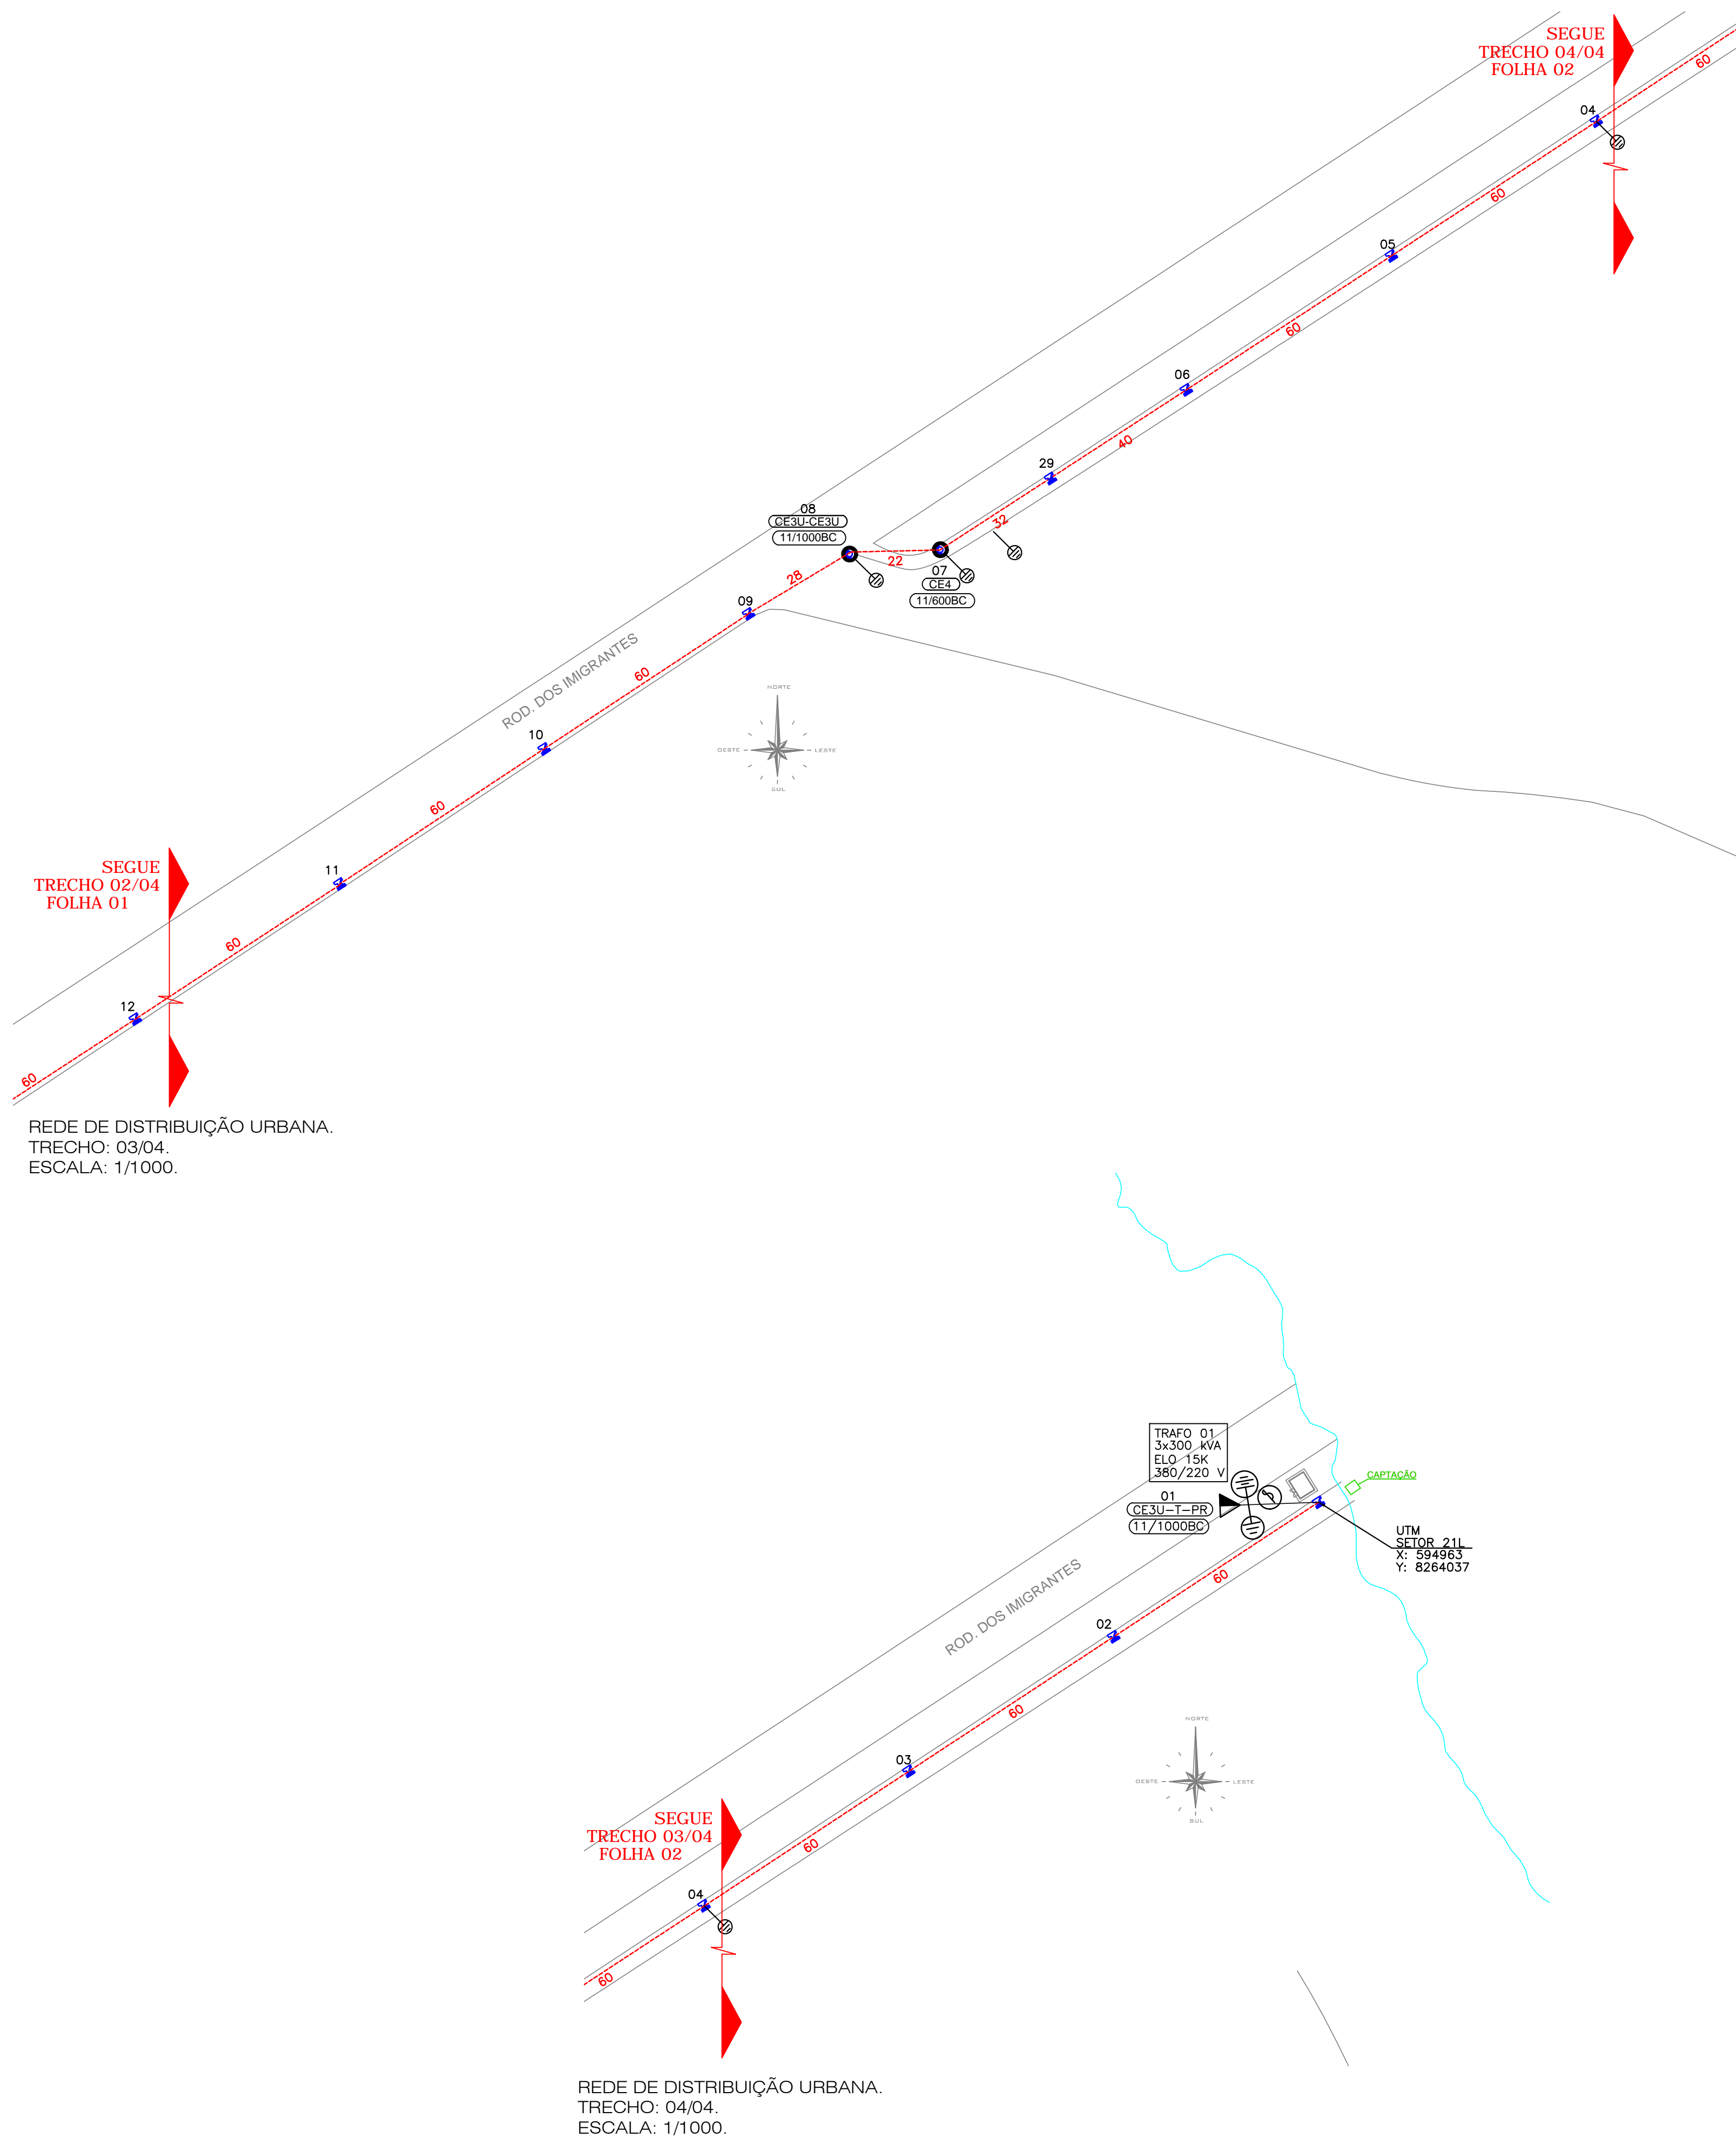 SEGUE
TRECHO 04/04
FOLHA 02
60
04
60
05
60
06
40
29
32
08
CE3U-CE3U
11/1000BC
22
07
CE4
11/600BC
28
09
60
ROD. DOS IMIGRANTES
NORTE
OESTE
LESTE
SUL
10
60
11
SEGUE
TRECHO 02/04
FOLHA 01
60
12
60
REDE DE DISTRIBUIÇÃO URBANA.
TRECHO: 03/04.
ESCALA: 1/1000.
TRAFO 01
3x300 kVA
ELO 15K
380/220 V
CAPTAÇÃO
01
CE3U-T-PR
11/1000BC
UTM
SETOR 21L
X: 594963
Y: 8264037
60
ROD. DOS IMIGRANTES
02
60
NORTE
OESTE
LESTE
SUL
03
SEGUE
TRECHO 03/04
FOLHA 02
60
04
60
REDE DE DISTRIBUIÇÃO URBANA.
TRECHO: 04/04.
ESCALA: 1/1000.